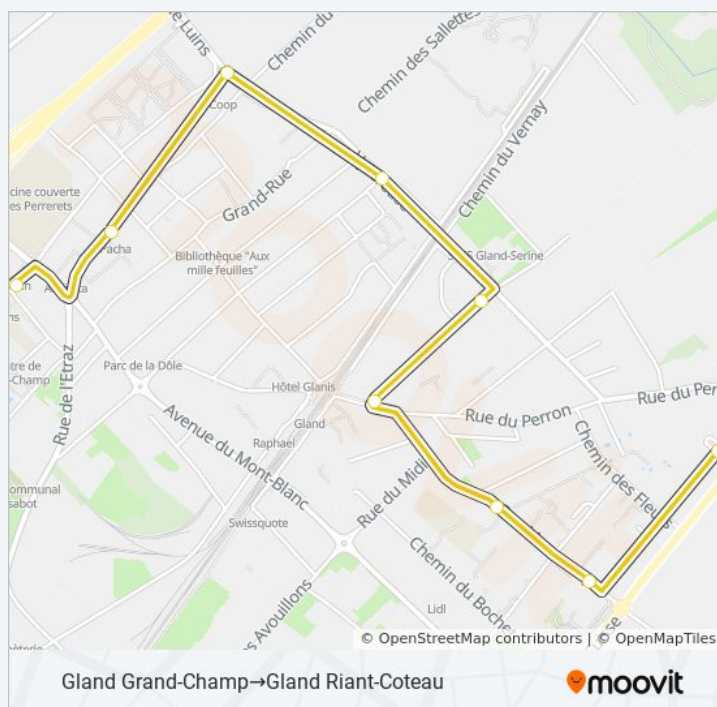 Luins
Chemin du
Chemin des Sallettes
Coop
Chemin du Vernay
Grand-Rue
cine couverte
es Perrerets
Pacha
Bibliothèque "Aux
mille feuilles"
Gland-Serine
Parc de la Dôle
Hôtel Glanis
Rue de l'Etraz
Rue du Perron
Gland
Avenue du Mont-Blanc
Raphael
Chemin des Fleurs
Rue du Midi
ommunal
Swissquote
Chemin du Boche
Lidl
s Avouillons
© OpenStreetMap contributors | © OpenMapTiles
Gland Grand-Champ→Gland Riant-Coteau
moovit